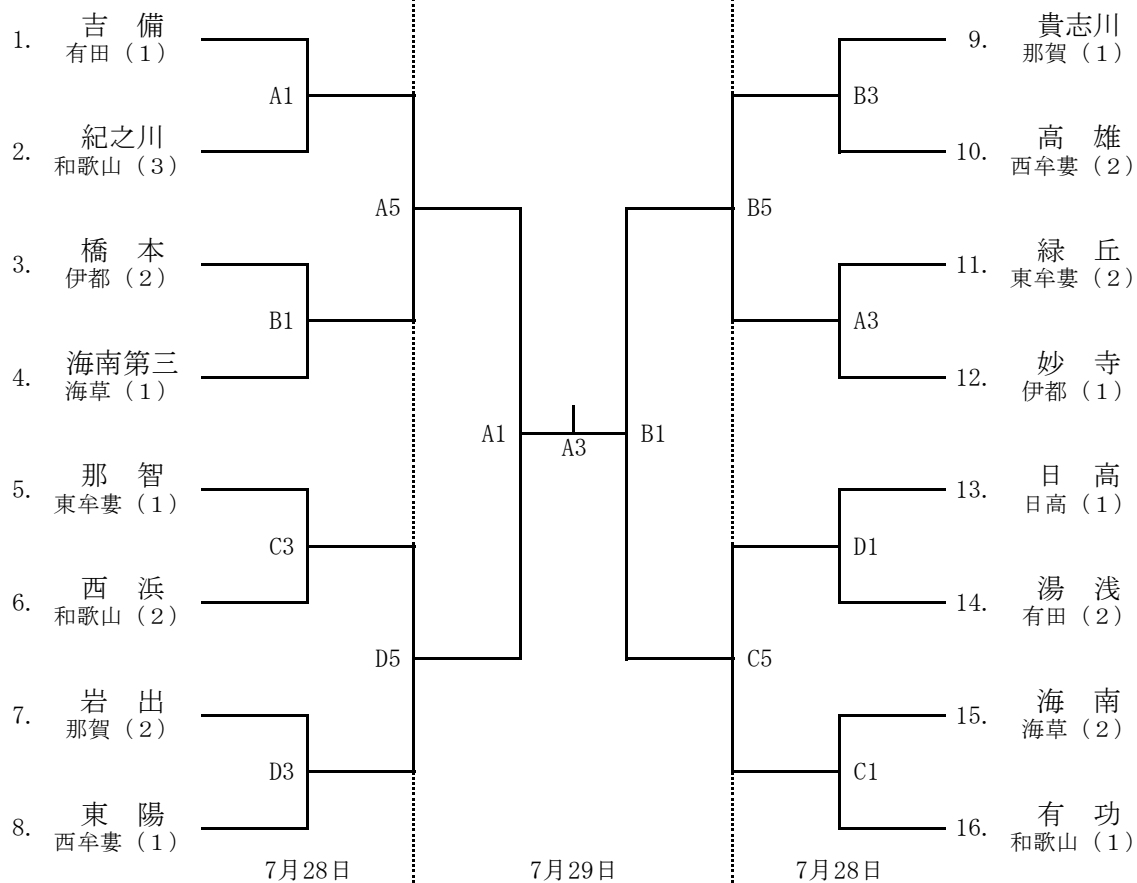 1.
吉　備
有田（１）
A1
2.
紀之川
和歌山（３）
A5
3.
橋　本
伊都（２）
B1
4.
海南第三
海草（１）
A1
5.
那　智
東牟婁（１）
C3
6.
西　浜
和歌山（２）
D5
7.
岩　出
那賀（２）
D3
8.
東　陽
西牟婁（１）
A3
9.
貴志川
那賀（１）
B3
10.
高　雄
西牟婁（２）
B5
11.
緑　丘
東牟婁（２）
A3
12.
妙　寺
伊都（１）
B1
13.
日　高
日高（１）
D1
14.
湯　浅
有田（２）
C5
15.
海　南
海草（２）
C1
16.
有　功
和歌山（１）
7月28日
7月29日
7月28日